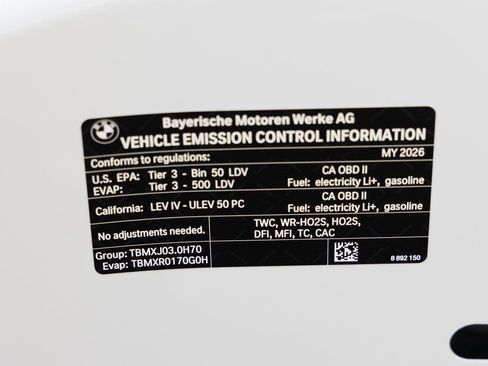 Bayerische Motoren Werke AG
VEHICLE EMISSION CONTROL INFORMATION
Conforms to regulations: MY 2026
U.S. EPA: Tier 3 - Bin 50 LDV CA OBD II
EVAP: Tier 3 - 500 LDV Fuel: electricity Li+, gasoline
California: LEV IV - ULEV 50 PC CA OBD II
Fuel: electricity Li+, gasoline
No adjustments needed. TWC, WR-HO2S, HO2S,
DFI, MFI, TC, CAC
Group: TBMXJ03.0H70
Evap: TBMXR0170G0H
8 892 150